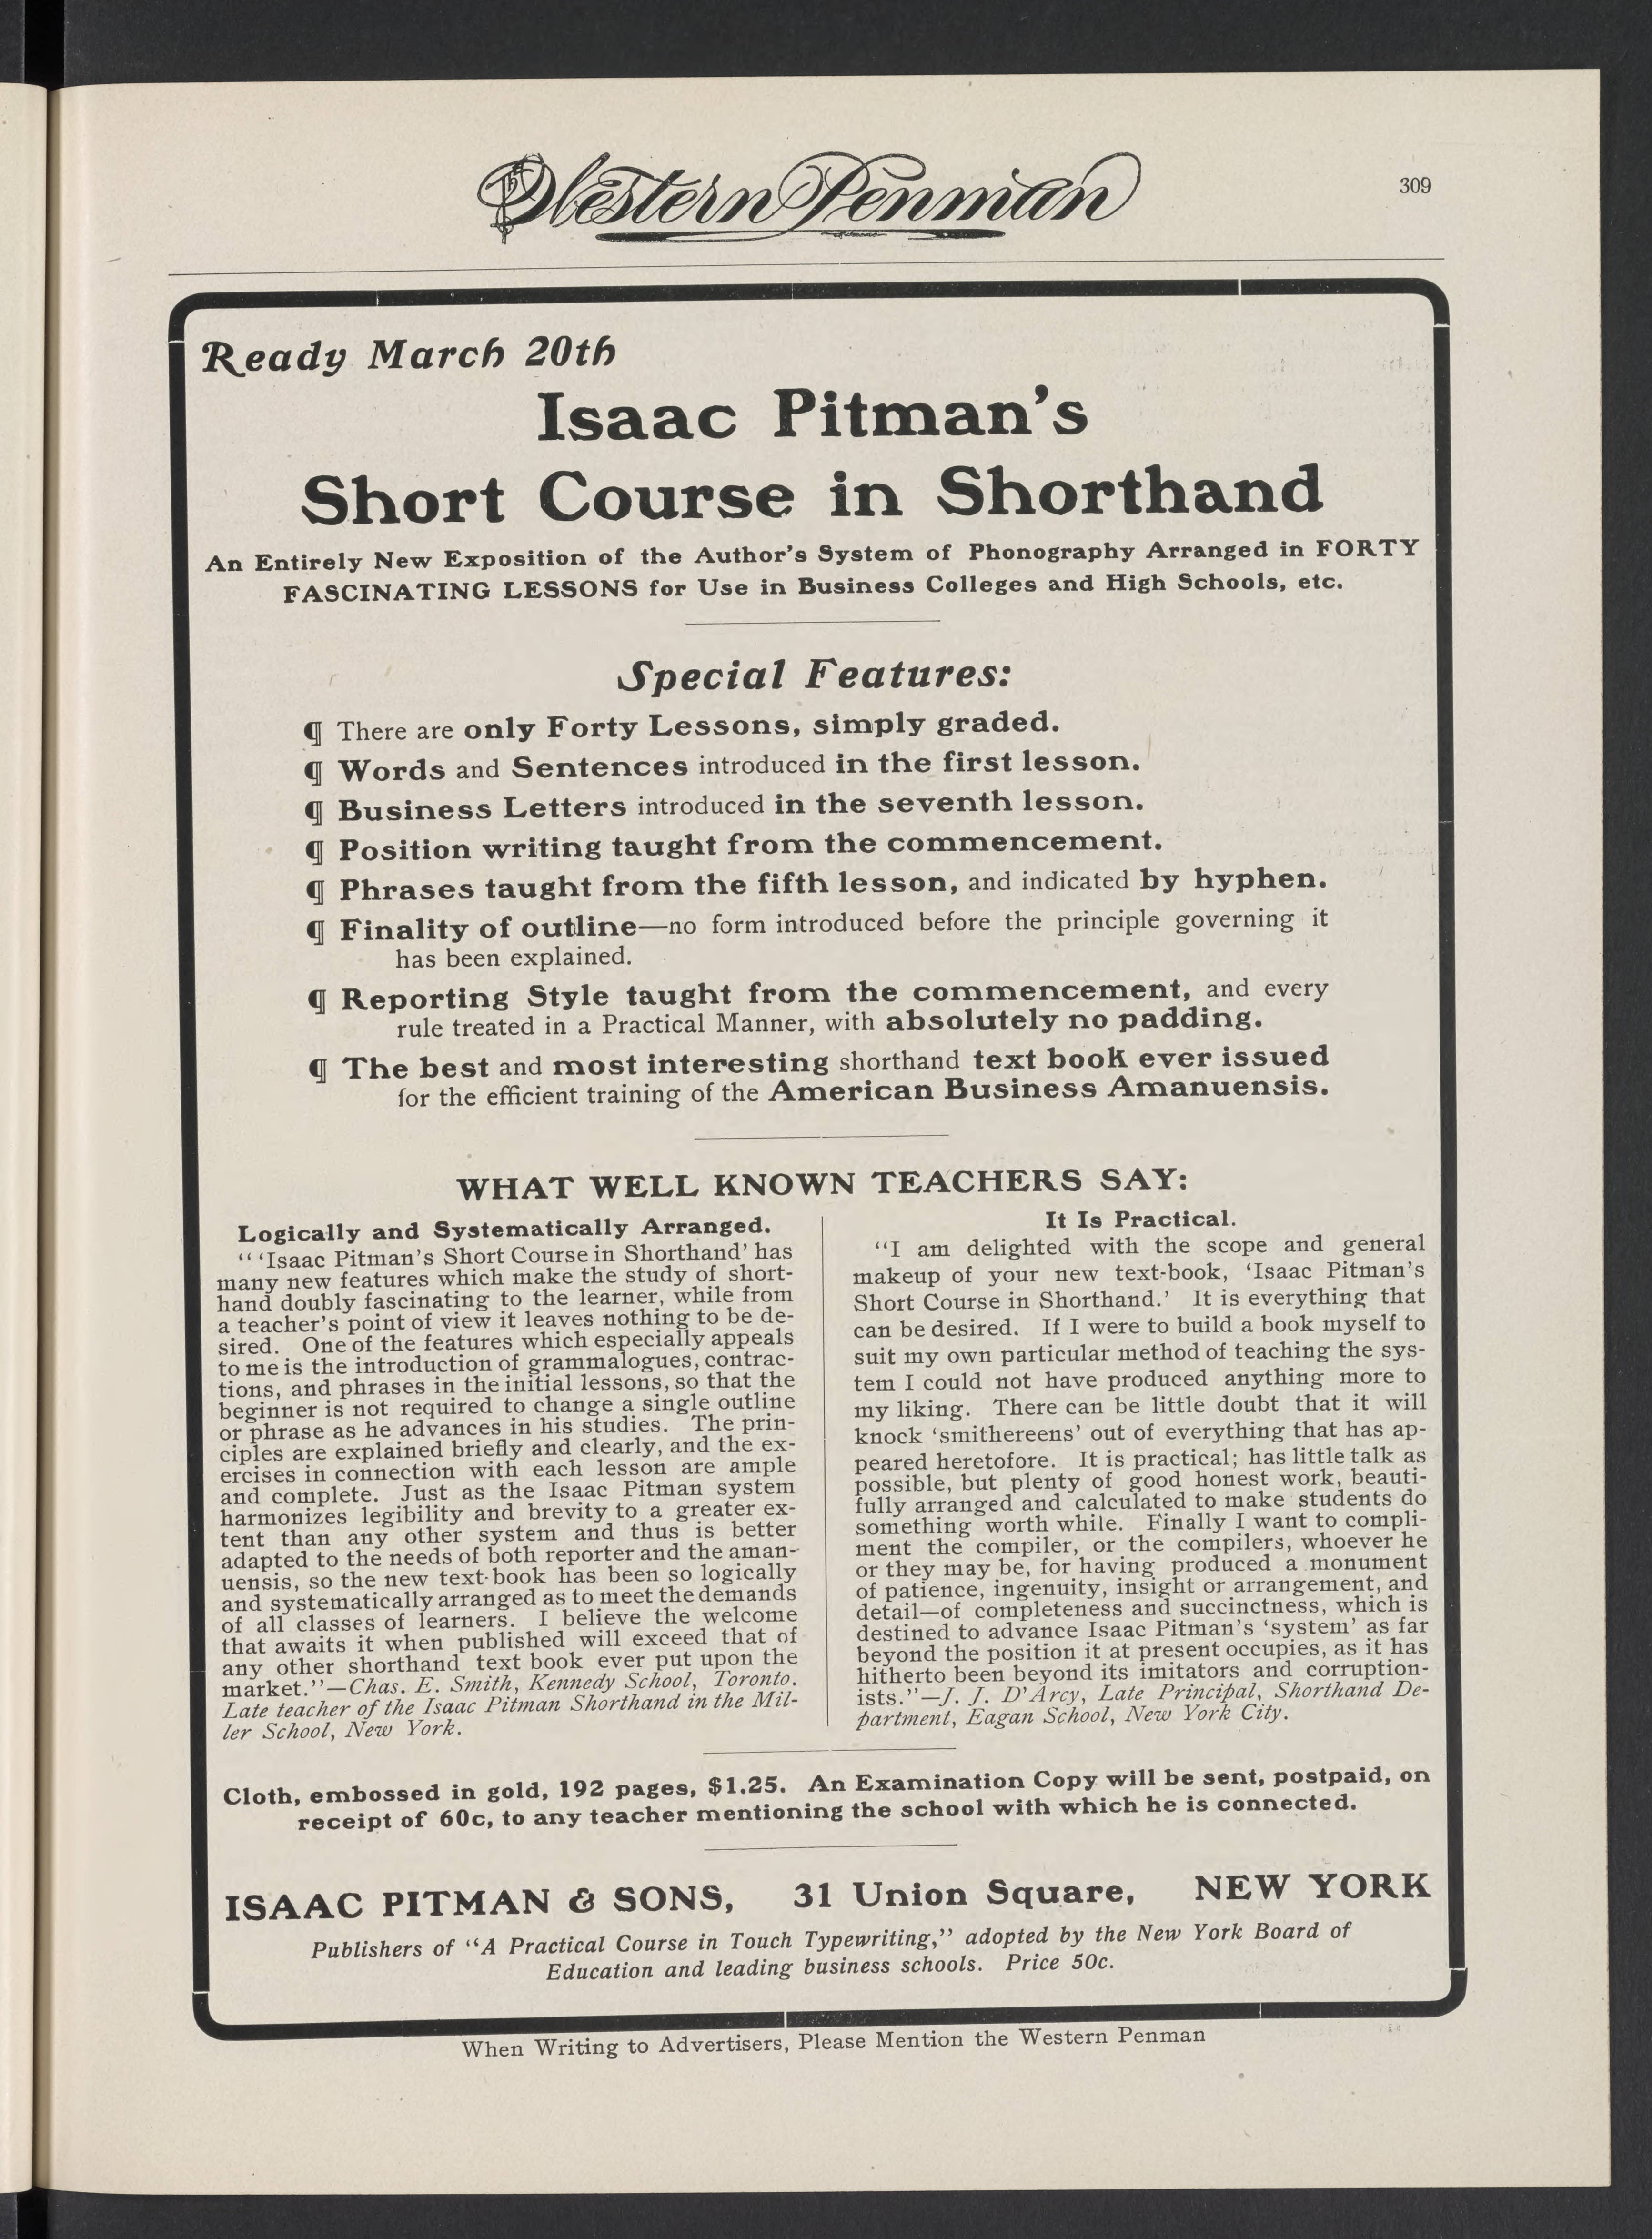 Western Penman
309
Ready March 20th
Isaac Pitman's
Short Course in Shorthand
An Entirely New Exposition of the Author's System of Phonography Arranged in FORTY
FASCINATING LESSONS for Use in Business Colleges and High Schools, etc.
Special Features:
¶ There are only Forty Lessons, simply graded.
¶ Words and Sentences introduced in the first lesson.
¶ Business Letters introduced in the seventh lesson.
¶ Position writing taught from the commencement.
¶ Phrases taught from the fifth lesson, and indicated by hyphen.
¶ Finality of outline—no form introduced before the principle governing it
has been explained.
¶ Reporting Style taught from the commencement, and every
rule treated in a Practical Manner, with absolutely no padding.
¶ The best and most interesting shorthand text book ever issued
for the efficient training of the American Business Amanuensis.
WHAT WELL KNOWN TEACHERS SAY:
Logically and Systematically Arranged.
"'Isaac Pitman's Short Course in Shorthand' has
many new features which make the study of short-
hand doubly fascinating to the learner, while from
a teacher's point of view it leaves nothing to be de-
sired. One of the features which especially appeals
to me is the introduction of grammalogues, contrac-
tions, and phrases in the initial lessons, so that the
beginner is not required to change a single outline
or phrase as he advances in his studies. The prin-
ciples are explained briefly and clearly, and the ex-
ercises in connection with each lesson are ample
and complete. Just as the Isaac Pitman system
harmonizes legibility and brevity to a greater ex-
tent than any other system and thus is better
adapted to the needs of both reporter and the aman-
uensis, so the new text-book has been so logically
and systematically arranged as to meet the demands
of all classes of learners. I believe the welcome
that awaits it when published will exceed that of
any other shorthand text book ever put upon the
market."—Chas. E. Smith, Kennedy School, Toronto.
Late teacher of the Isaac Pitman Shorthand in the Mil-
ler School, New York.
It Is Practical.
"I am delighted with the scope and general
makeup of your new text-book, 'Isaac Pitman's
Short Course in Shorthand.' It is everything that
can be desired. If I were to build a book myself to
suit my own particular method of teaching the sys-
tem I could not have produced anything more to
my liking. There can be little doubt that it will
knock 'smithereens' out of everything that has ap-
peared heretofore. It is practical; has little talk as
possible, but plenty of good honest work, beauti-
fully arranged and calculated to make students do
something worth while. Finally I want to compli-
ment the compiler, or the compilers, whoever he
or they may be, for having produced a monument
of patience, ingenuity, insight or arrangement, and
detail—of completeness and succinctness, which is
destined to advance Isaac Pitman's 'system' as far
beyond the position it at present occupies, as it has
hitherto been beyond its imitators and corruption-
ists."—J. J. D'Arcy, Late Principal, Shorthand De-
partment, Eagan School, New York City.
Cloth, embossed in gold, 192 pages, $1.25. An Examination Copy will be sent, postpaid, on
receipt of 60c, to any teacher mentioning the school with which he is connected.
ISAAC PITMAN & SONS, 31 Union Square, NEW YORK
Publishers of "A Practical Course in Touch Typewriting," adopted by the New York Board of
Education and leading business schools. Price 50c.
When Writing to Advertisers, Please Mention the Western Penman